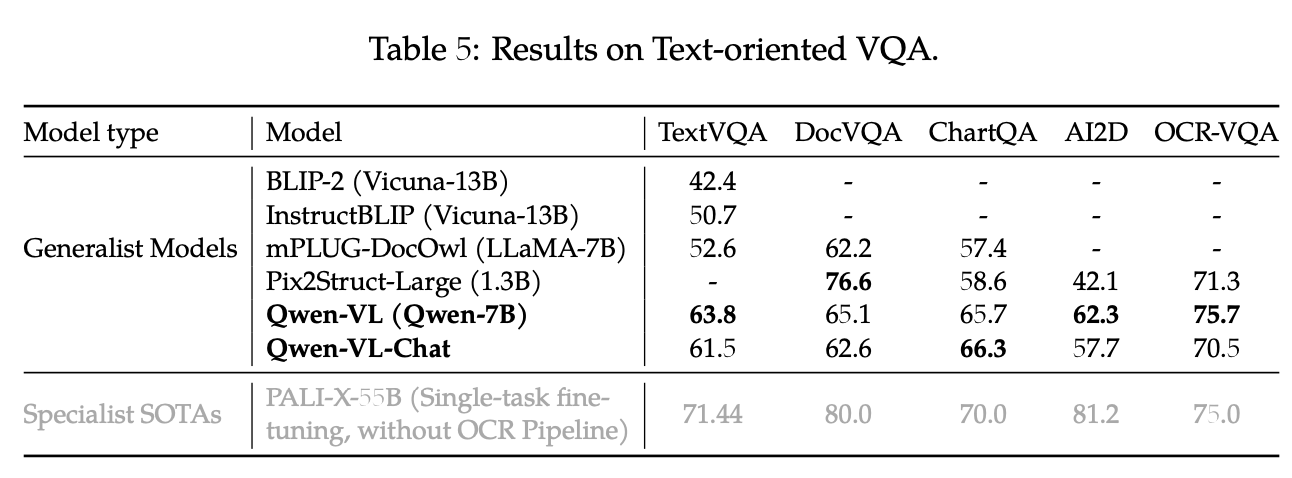 Table 5: Results on Text-oriented VQA.
Model type Model TextVQA DocVQA ChartQA AI2D OCR-VQA
BLIP-2 (Vicuna-13B) 42.4 - - - -
InstructBLIP (Vicuna-13B) 50.7 - - - -
Generalist Models mPLUG-DocOwl (LLaMA-7B) 52.6 62.2 57.4 - -
Pix2Struct-Large (1.3B) - 76.6 58.6 42.1 71.3
Qwen-VL (Qwen-7B) 63.8 65.1 65.7 62.3 75.7
Qwen-VL-Chat 61.5 62.6 66.3 57.7 70.5
Specialist SOTAs PALI-X-55B (Single-task fine-
tuning, without OCR Pipeline) 71.44 80.0 70.0 81.2 75.0